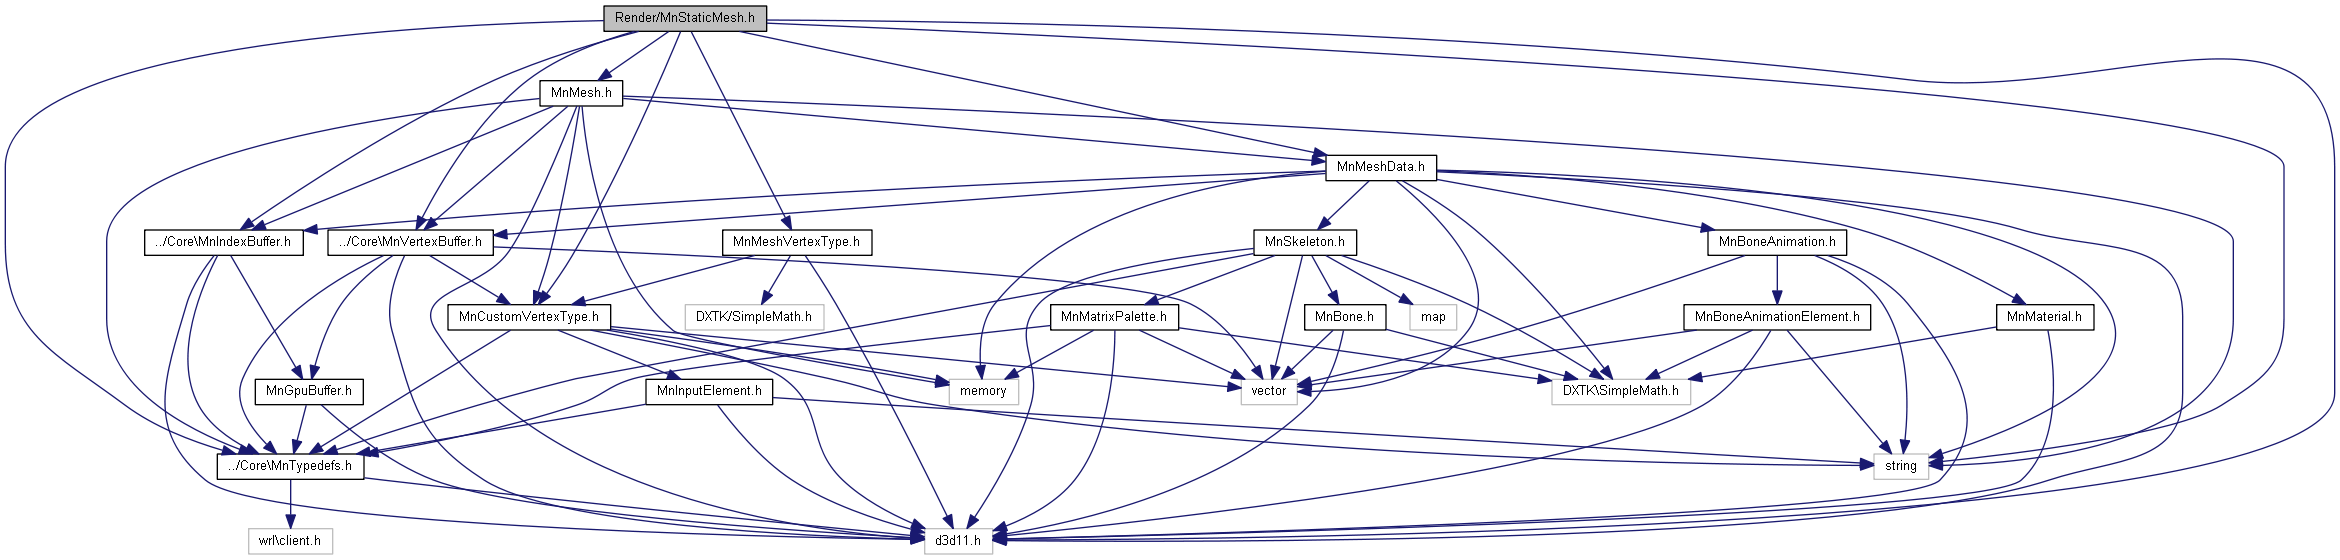 Render/MnStaticMesh.h
MnMesh.h
MnMeshData.h
../Core\MnIndexBuffer.h
../Core\MnVertexBuffer.h
MnMeshVertexType.h
MnSkeleton.h
MnBoneAnimation.h
MnCustomVertexType.h
DXTK/SimpleMath.h
MnMatrixPalette.h
MnBone.h
map
MnBoneAnimationElement.h
MnMaterial.h
MnGpuBuffer.h
MnInputElement.h
memory
vector
DXTK\SimpleMath.h
../Core\MnTypedefs.h
string
wrl\client.h
d3d11.h